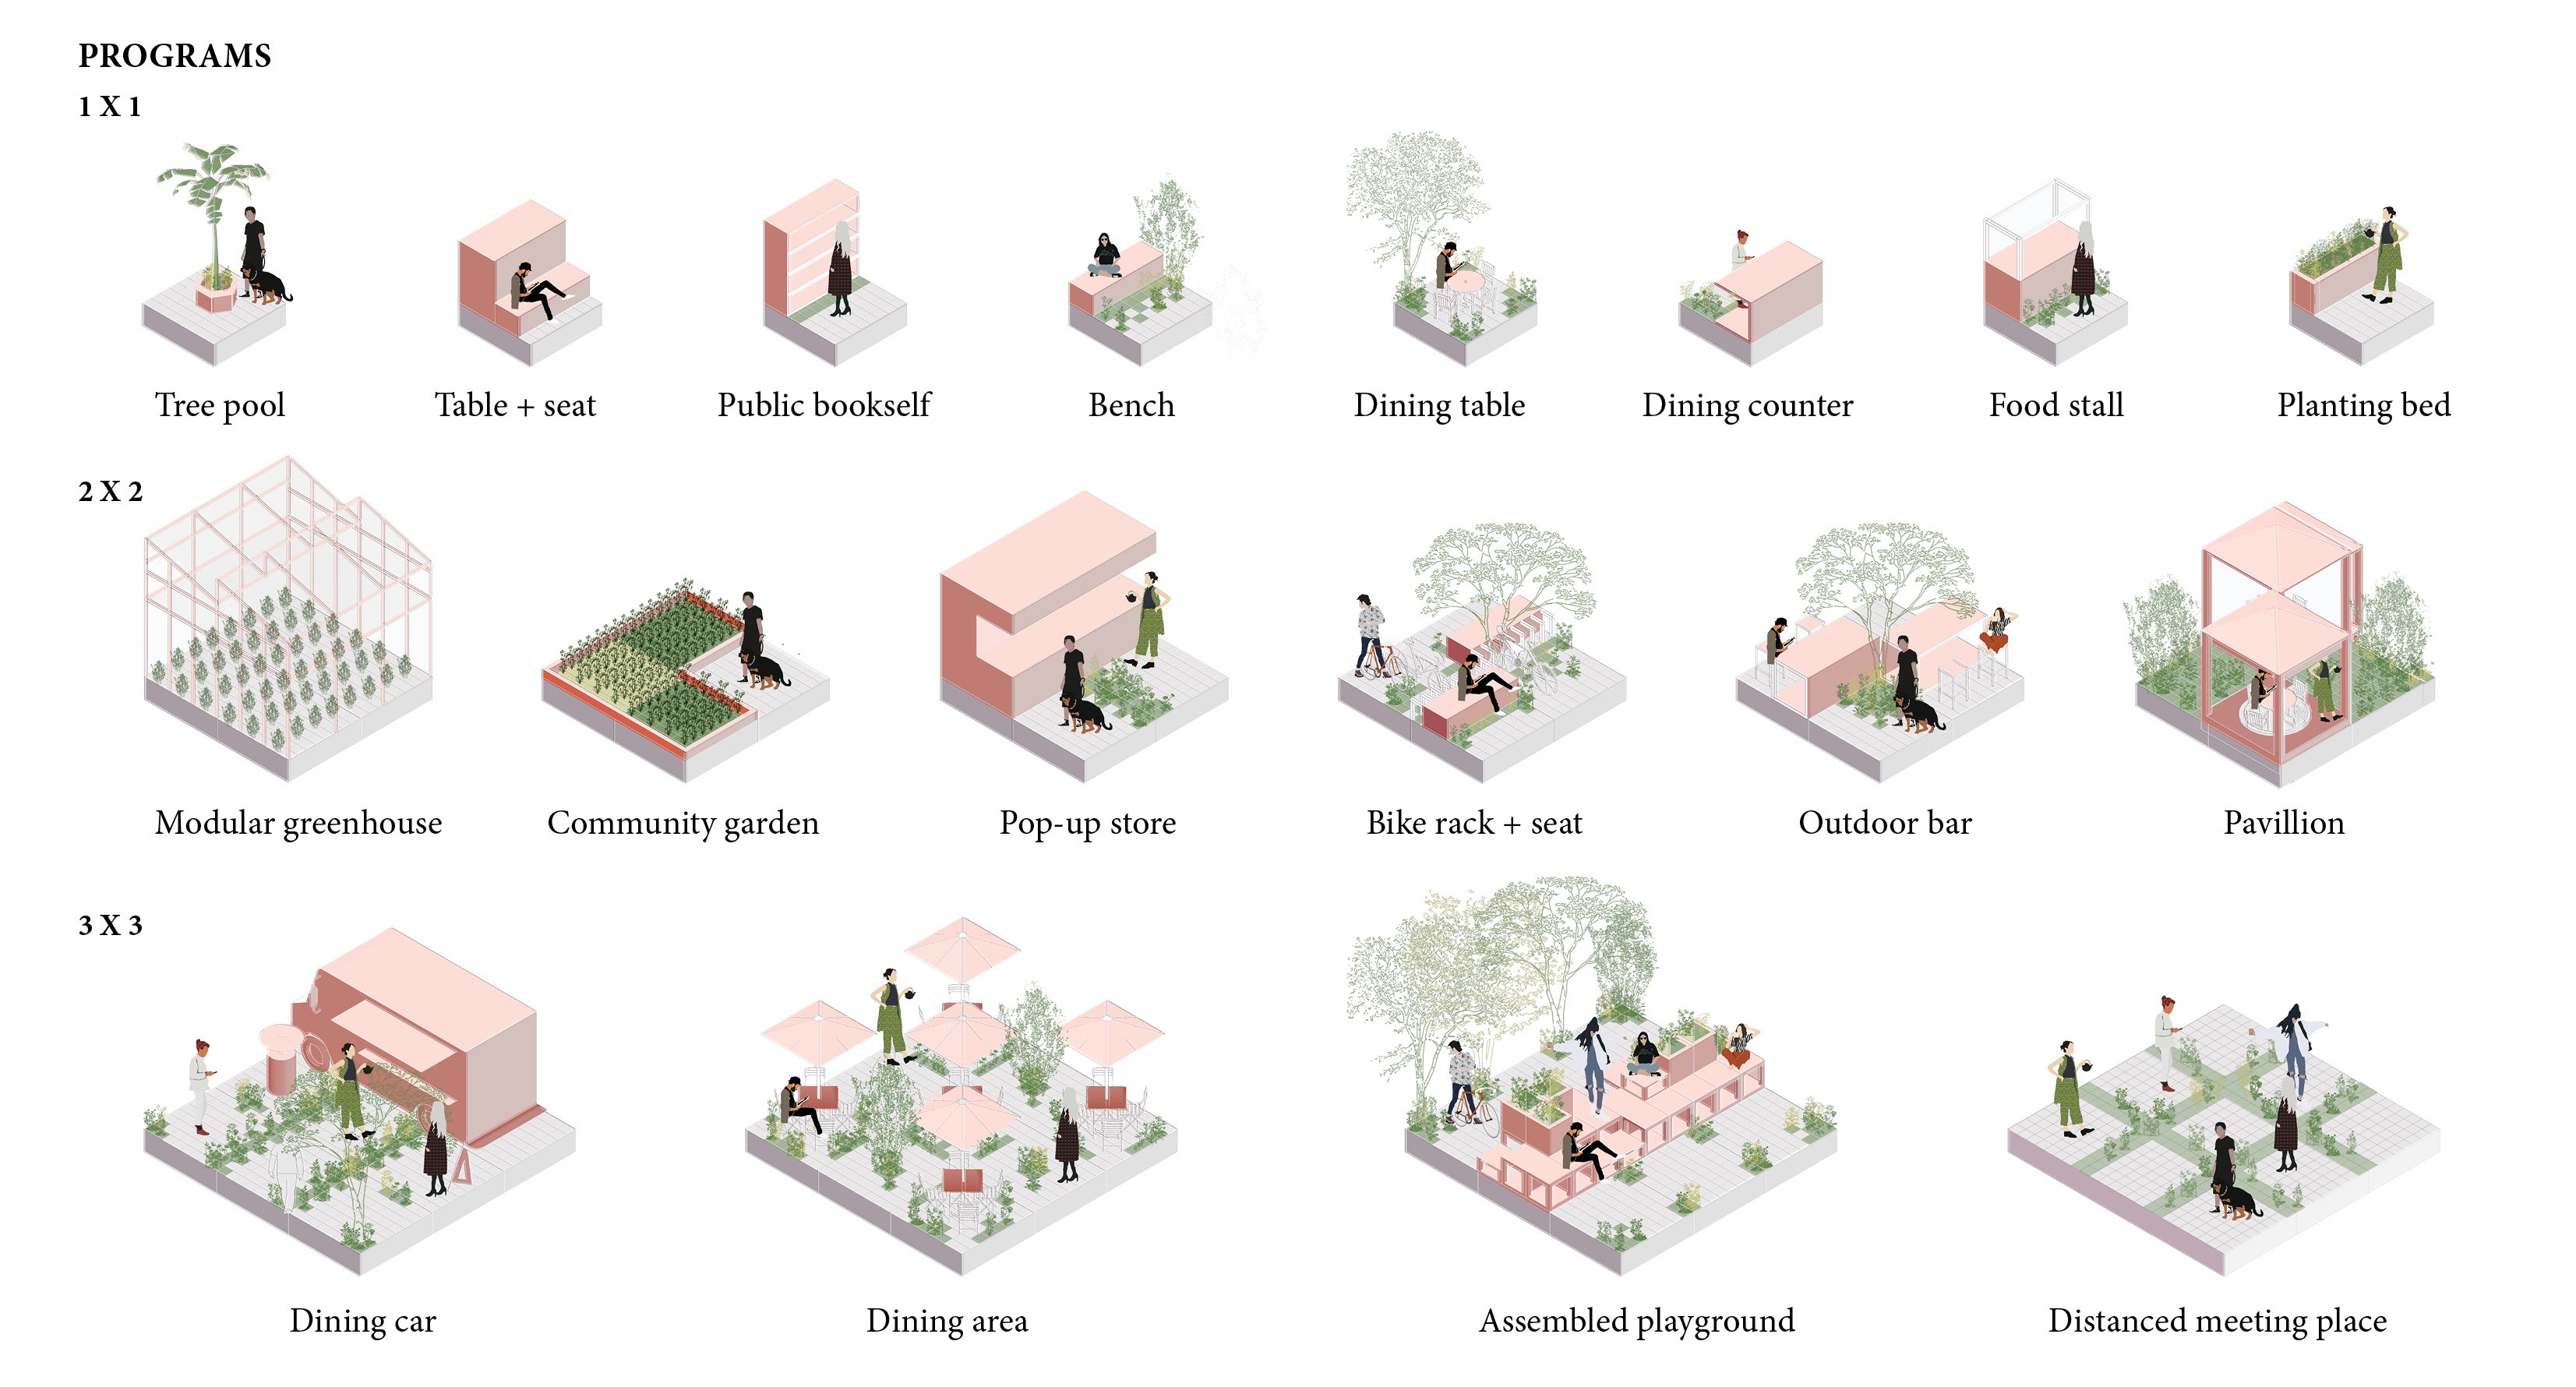 PROGRAMS
1 X 1
Tree pool
Table + seat
Public bookself
Bench
Dining table
Dining counter
Food stall
Planting bed
2 X 2
Modular greenhouse
Community garden
Pop-up store
Bike rack + seat
Outdoor bar
Pavillion
3 X 3
Dining car
Dining area
Assembled playground
Distanced meeting place